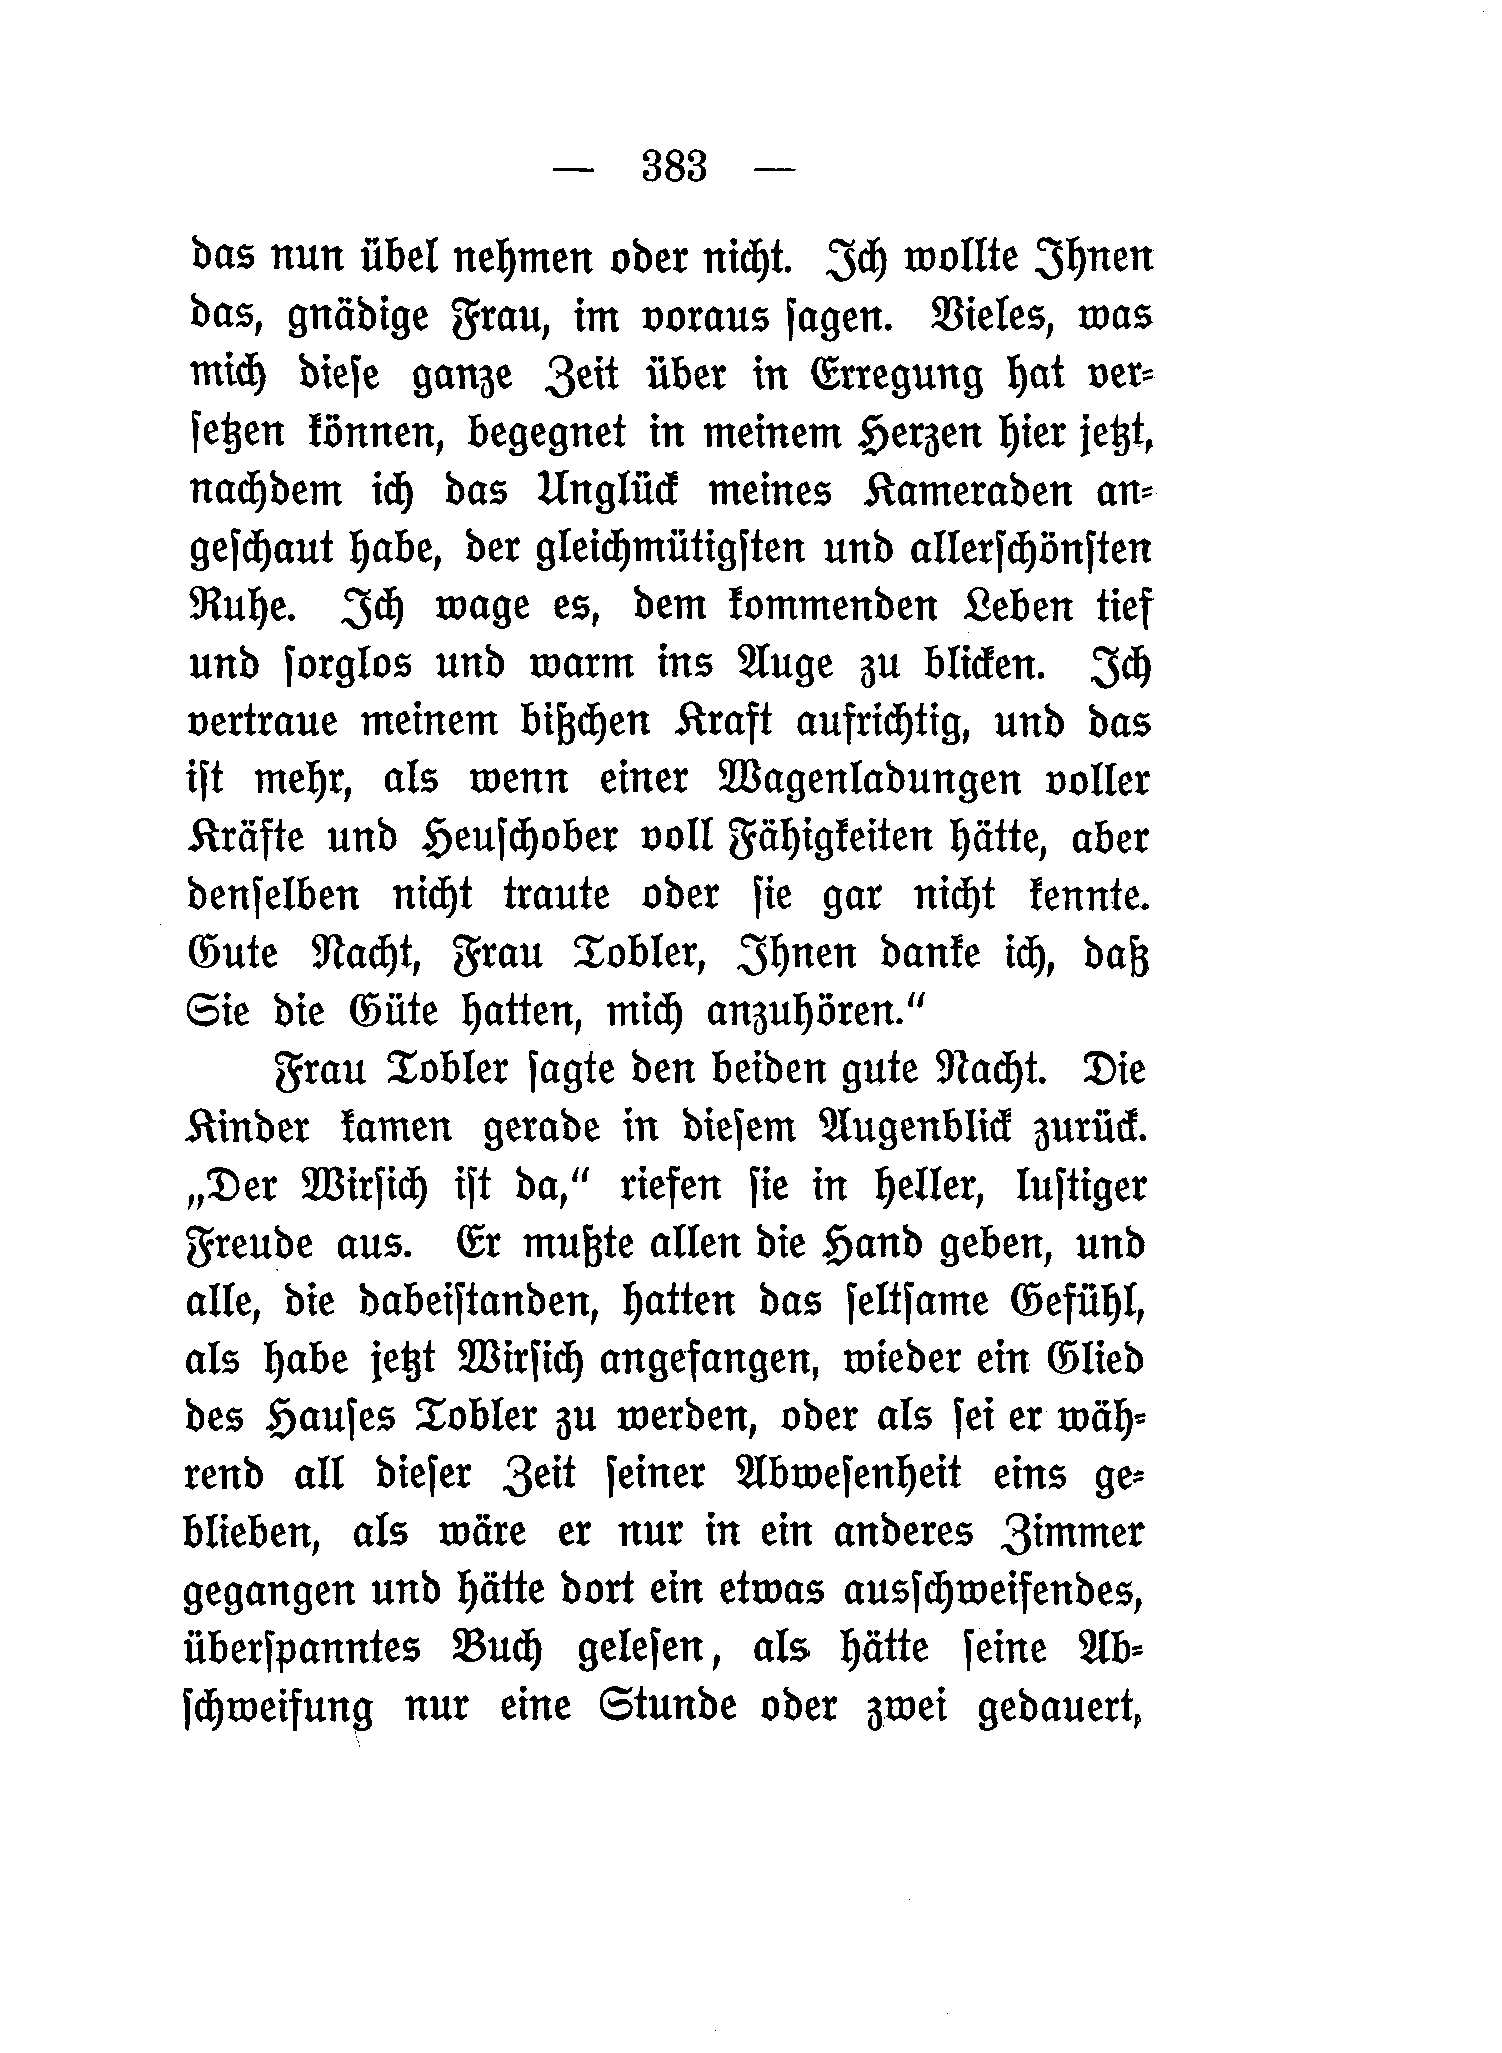 — 383 —
das nun übel nehmen oder nicht. Ich wollte Ihnen
das, gnädige Frau, im voraus ſagen. Vieles, was
mich dieſe ganze Zeit über in Erregung hat ver-
ſetzen können, begegnet in meinem Herzen hier jetzt,
nachdem ich das Unglück meines Kameraden an-
geſchaut habe, der gleichmütigſten und allerſchönſten
Ruhe. Ich wage es, dem kommenden Leben tief
und ſorglos und warm ins Auge zu blicken. Ich
vertraue meinem bißchen Kraft aufrichtig, und das
iſt mehr, als wenn einer Wagenladungen voller
Kräfte und Heuſchober voll Fähigkeiten hätte, aber
denſelben nicht traute oder ſie gar nicht kennte.
Gute Nacht, Frau Tobler, Ihnen danke ich, daß
Sie die Güte hatten, mich anzuhören.“
Frau Tobler ſagte den beiden gute Nacht. Die
Kinder kamen gerade in dieſem Augenblick zurück.
„Der Wirſich iſt da,“ riefen ſie in heller, luſtiger
Freude aus. Er mußte allen die Hand geben, und
alle, die dabeiſtanden, hatten das ſeltſame Gefühl,
als habe jetzt Wirſich angefangen, wieder ein Glied
des Hauſes Tobler zu werden, oder als ſei er wäh-
rend all dieſer Zeit ſeiner Abweſenheit eins ge-
blieben, als wäre er nur in ein anderes Zimmer
gegangen und hätte dort ein etwas ausſchweifendes,
überſpanntes Buch geleſen, als hätte ſeine Ab-
ſchweifung nur eine Stunde oder zwei gedauert,